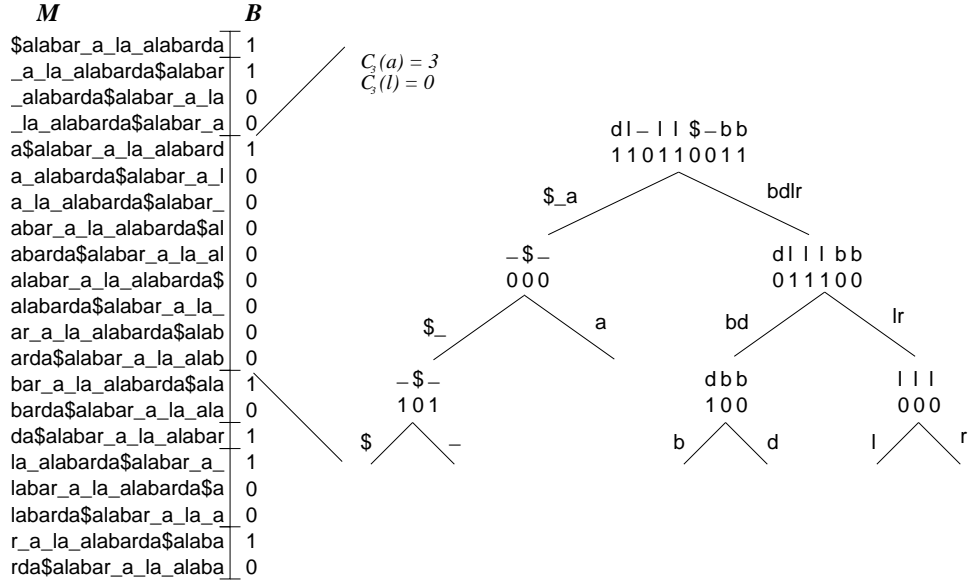 M B
$alabar_a_la_alabarda 1
_a_la_alabarda$alabar 1
_alabarda$alabar_a_la 0
_la_alabarda$alabar_a 0
a$alabar_a_la_alabard 1
a_alabarda$alabar_a_l 0
a_la_alabarda$alabar_ 0
abar_a_la_alabarda$al 0
abarda$alabar_a_la_al 0
alabar_a_la_alabarda$ 0
alabarda$alabar_a_la_ 0
ar_a_la_alabarda$alab 0
arda$alabar_a_la_alab 0
bar_a_la_alabarda$ala 1
barda$alabar_a_la_ala 0
da$alabar_a_la_alabar 1
la_alabarda$alabar_a_ 1
labar_a_la_alabarda$a 0
labarda$alabar_a_la_a 0
r_a_la_alabarda$alaba 1
rda$alabar_a_la_alaba 0
C₃(a) = 3
C₃(l) = 0
d l – l l $ – b b
1 1 0 1 1 0 0 1 1
$_a bdlr
– $ – d l l l b b
0 0 0 0 1 1 1 0 0
$_ a bd lr
– $ – d b b l l l
1 0 1 1 0 0 0 0 0
$ – b d l r